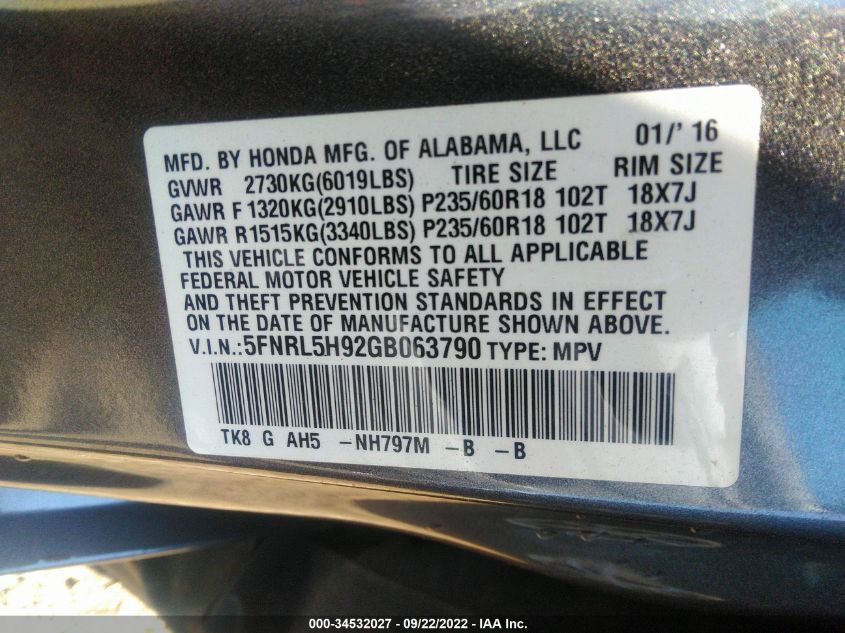 MFD. BY HONDA MFG. OF ALABAMA, LLC 01/' 16
GVWR 2730KG(6019LBS) TIRE SIZE RIM SIZE
GAWR F 1320KG(2910LBS) P235/60R18 102T 18X7J
GAWR R1515KG(3340LBS) P235/60R18 102T 18X7J
THIS VEHICLE CONFORMS TO ALL APPLICABLE
FEDERAL MOTOR VEHICLE SAFETY
AND THEFT PREVENTION STANDARDS IN EFFECT
ON THE DATE OF MANUFACTURE SHOWN ABOVE.
V.I.N.:5FNRL5H92GB063790 TYPE: MPV
TK8 G AH5 -NH797M -B -B
000-34532027 - 09/22/2022 - IAA Inc.